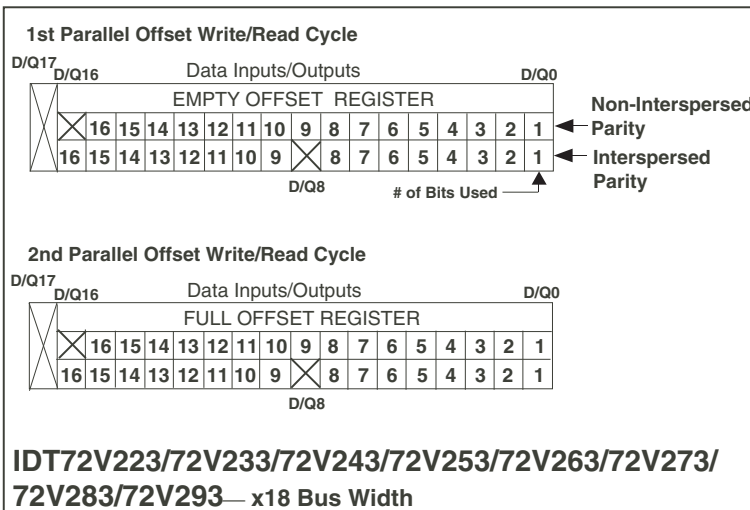 1st Parallel Offset Write/Read Cycle
D/Q17
D/Q16 Data Inputs/Outputs D/Q0
EMPTY OFFSET REGISTER
16 15 14 13 12 11 10 9 8 7 6 5 4 3 2 1
Non-Interspersed
Parity
16 15 14 13 12 11 10 9 8 7 6 5 4 3 2 1
Interspersed
Parity
D/Q8
# of Bits Used
2nd Parallel Offset Write/Read Cycle
D/Q17
D/Q16 Data Inputs/Outputs D/Q0
FULL OFFSET REGISTER
16 15 14 13 12 11 10 9 8 7 6 5 4 3 2 1
16 15 14 13 12 11 10 9 8 7 6 5 4 3 2 1
D/Q8
IDT72V223/72V233/72V243/72V253/72V263/72V273/
72V283/72V293— x18 Bus Width